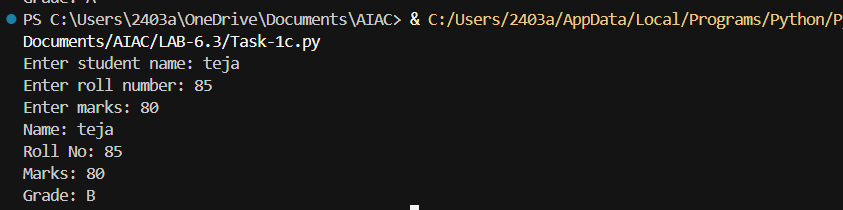 Grade: A
PS C:\Users\2403a\OneDrive\Documents\AIAC> & C:/Users/2403a/AppData/Local/Programs/Python/P
Documents/AIAC/LAB-6.3/Task-1c.py
Enter student name: teja
Enter roll number: 85
Enter marks: 80
Name: teja
Roll No: 85
Marks: 80
Grade: B